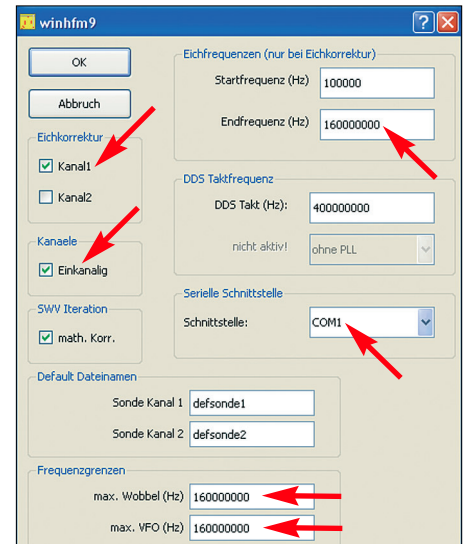 winhfm9
OK
Abbruch
Eichkorrektur
Kanal1
Kanal2
Kanaele
Einkanalig
SWV Iteration
math. Korr.
Eichfrequenzen (nur bei Eichkorrektur)
Startfrequenz (Hz) 100000
Endfrequenz (Hz) 160000000
DDS Taktfrequenz
DDS Takt (Hz): 400000000
nicht aktiv! ohne PLL
Serielle Schnittstelle
Schnittstelle: COM1
Default Dateinamen
Sonde Kanal 1 defsonde1
Sonde Kanal 2 defsonde2
Frequenzgrenzen
max. Wobbel (Hz) 160000000
max. VFO (Hz) 160000000